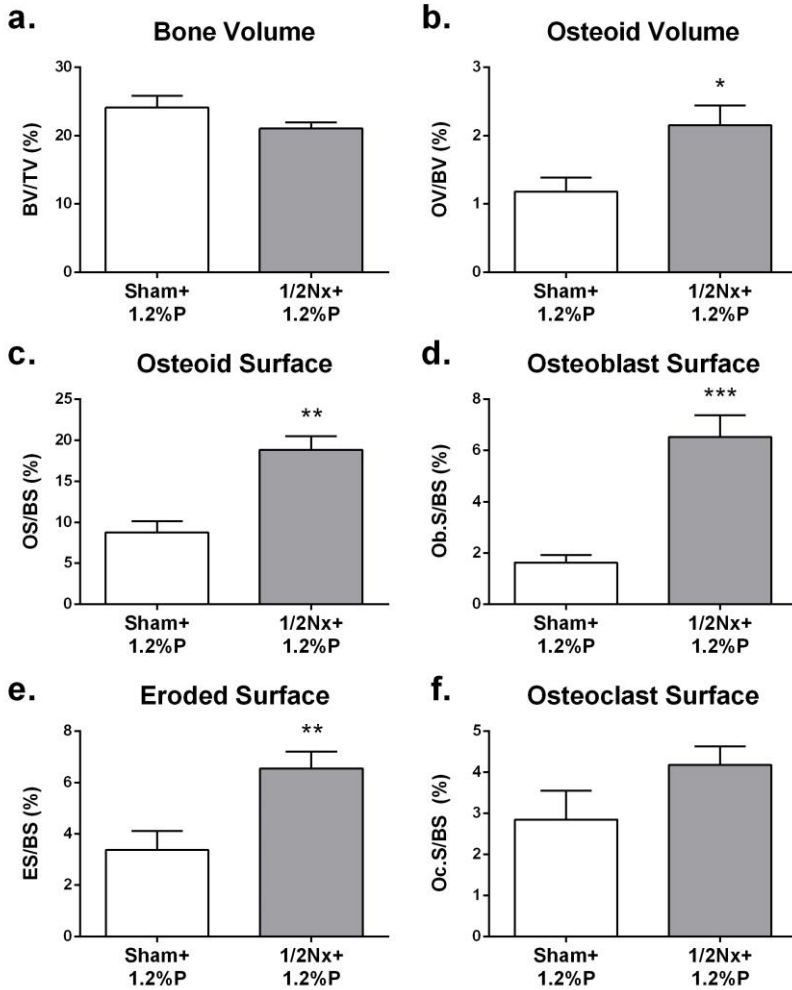 a.
Bone Volume
BV/TV (%)
30
20
10
0
Sham+
1.2%P
1/2Nx+
1.2%P
b.
Osteoid Volume
OV/BV (%)
3
2
1
0
*
Sham+
1.2%P
1/2Nx+
1.2%P
c.
Osteoid Surface
OS/BS (%)
25
20
15
10
5
0
**
Sham+
1.2%P
1/2Nx+
1.2%P
d.
Osteoblast Surface
Ob.S/BS (%)
8
6
4
2
0
***
Sham+
1.2%P
1/2Nx+
1.2%P
e.
Eroded Surface
ES/BS (%)
8
6
4
2
0
**
Sham+
1.2%P
1/2Nx+
1.2%P
f.
Osteoclast Surface
Oc.S/BS (%)
5
4
3
2
1
0
Sham+
1.2%P
1/2Nx+
1.2%P